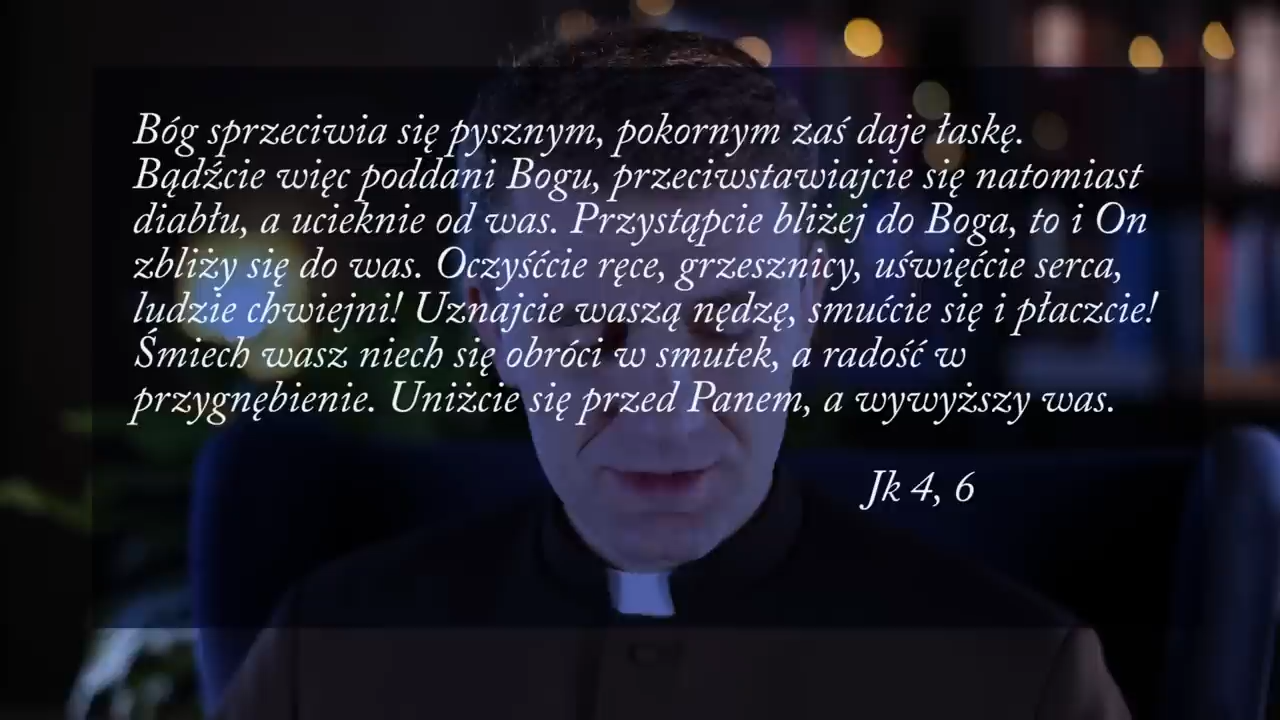 Bóg sprzeciwia się pysznym, pokornym zaś daje łaskę.
Bądźcie więc poddani Bogu, przeciwstawiajcie się natomiast
diabłu, a ucieknie od was. Przystąpcie bliżej do Boga, to i On
zbliży się do was. Oczyśćcie ręce, grzesznicy, uświęćcie serca,
ludzie chwiejni! Uznajcie waszą nędzę, smućcie się i płaczcie!
Śmiech wasz niech się obróci w smutek, a radość w
przygnębienie. Uniżcie się przed Panem, a wywyższy was.
Jk 4, 6